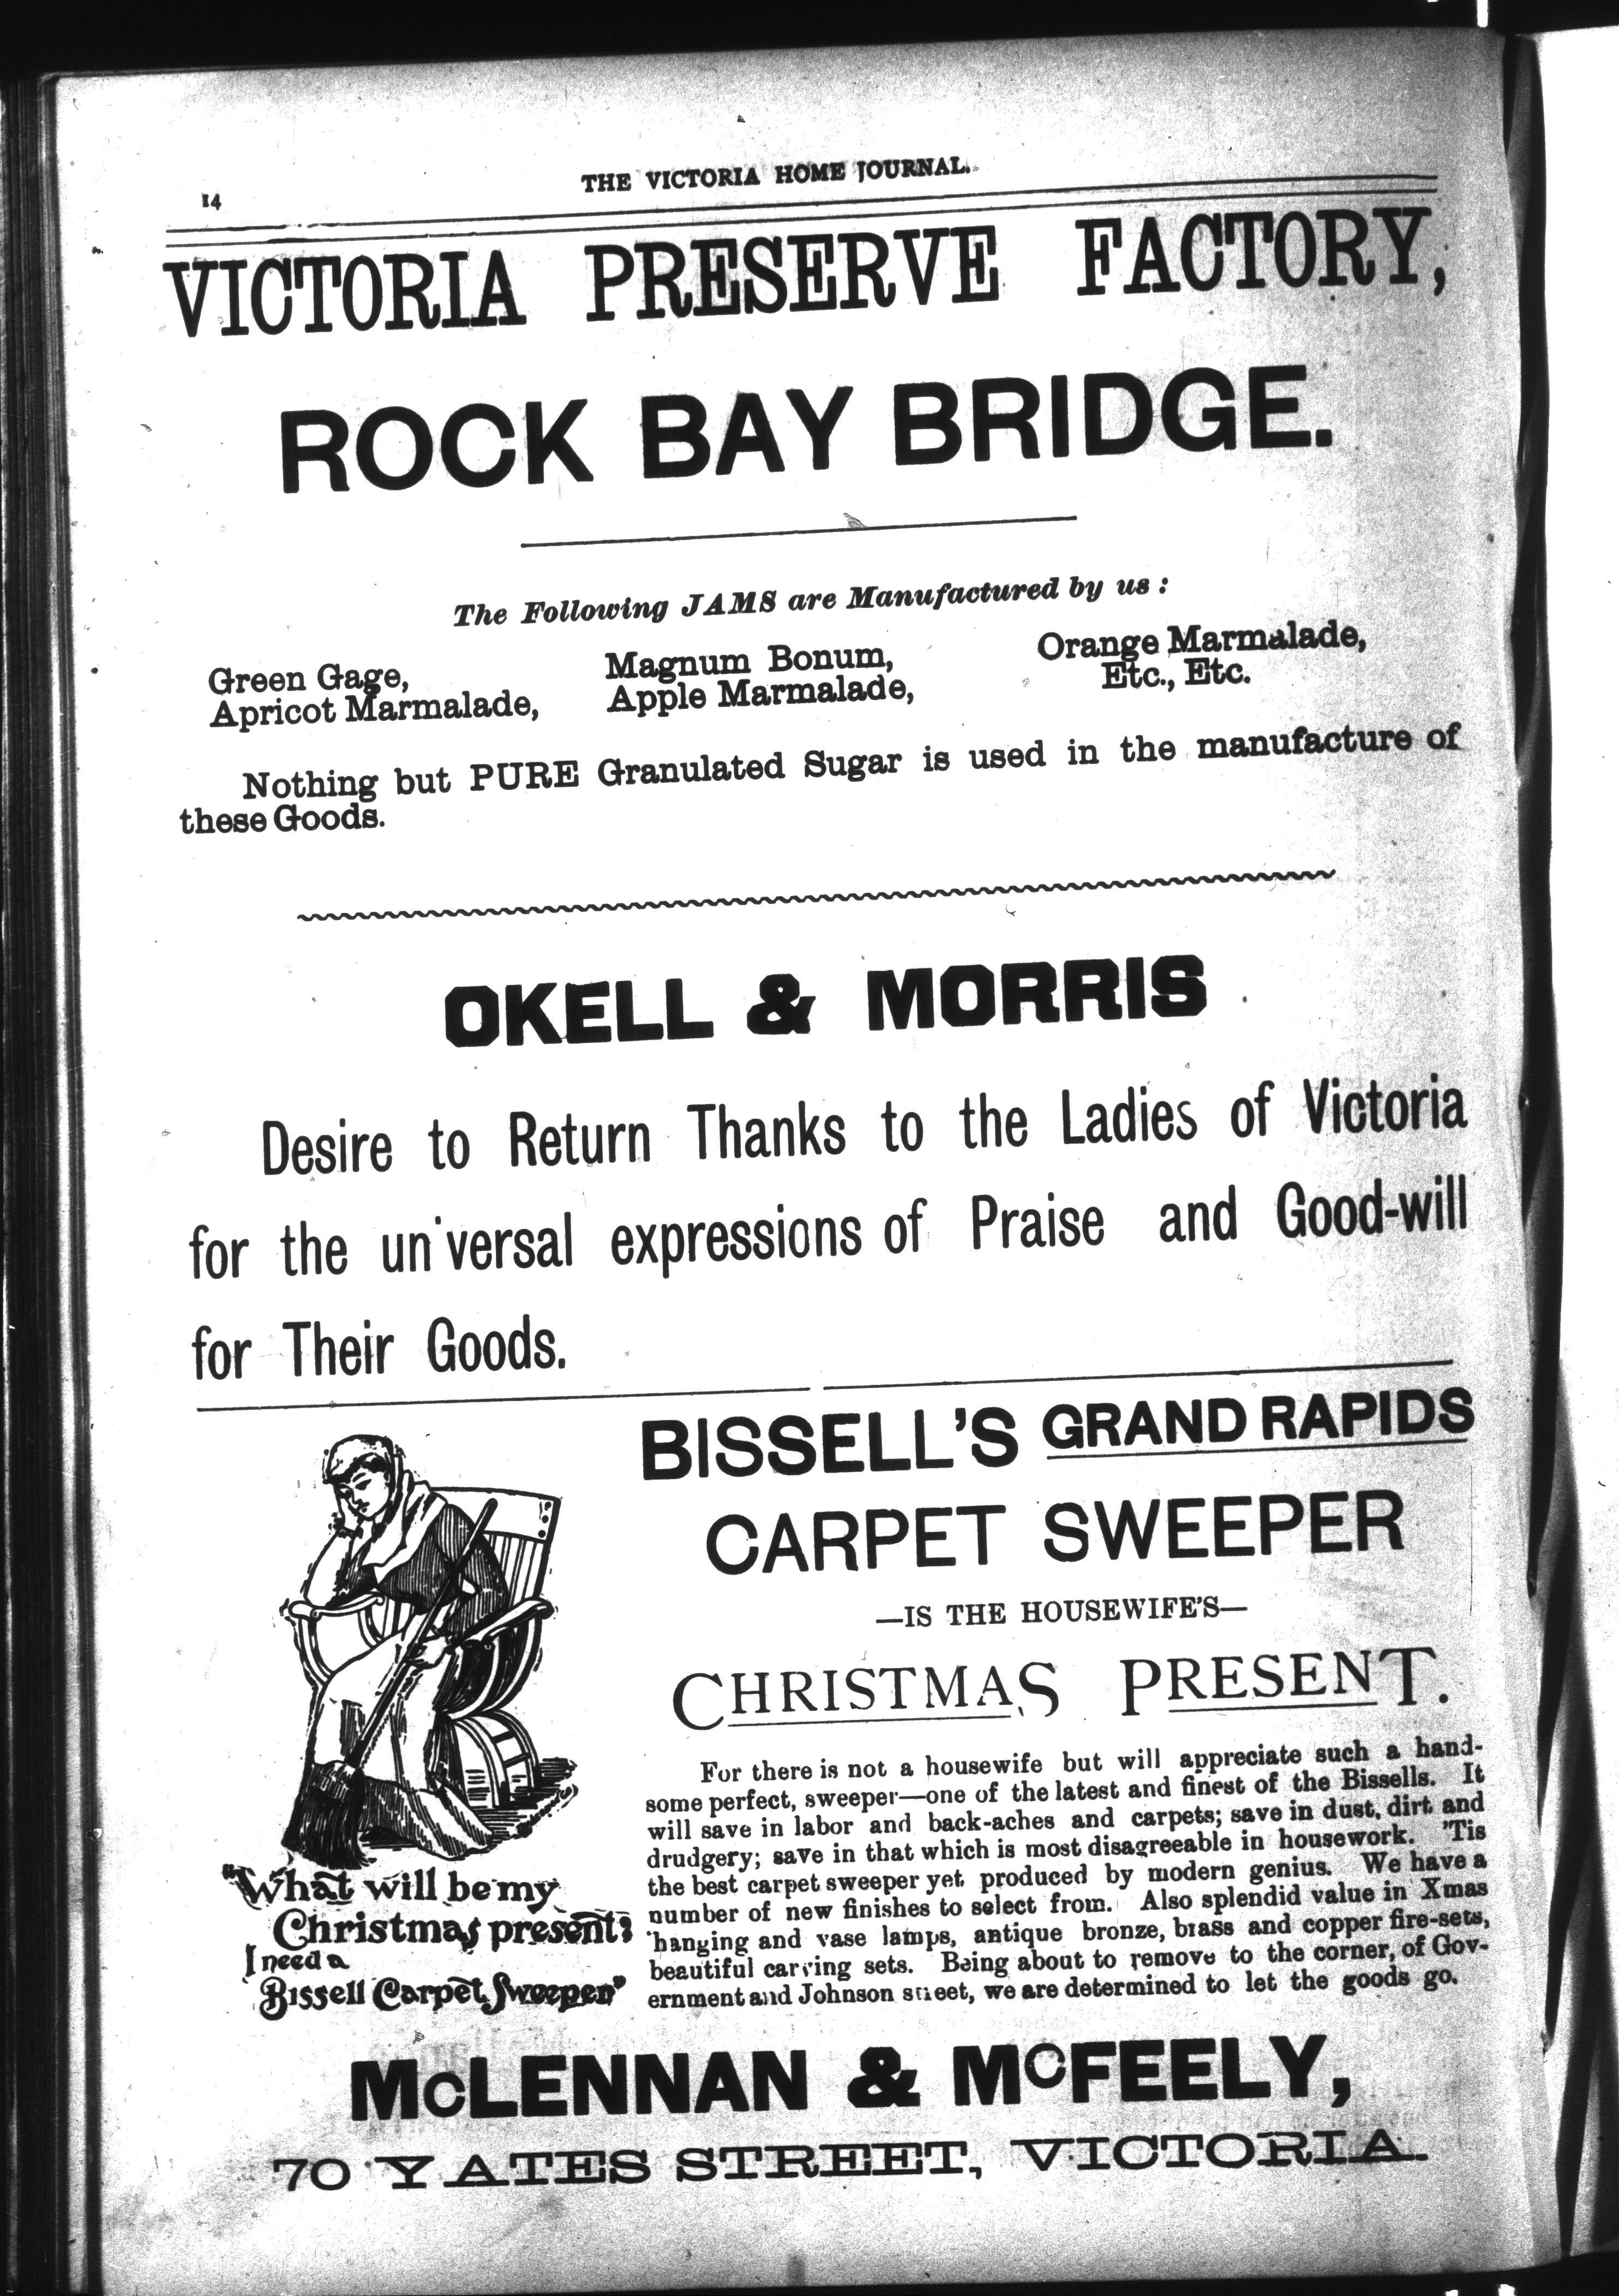 14
THE VICTORIA HOME JOURNAL.
VICTORIA PRESERVE FACTORY,
ROCK BAY BRIDGE.
The Following JAMS are Manufactured by us :
Green Gage,
Apricot Marmalade,
Magnum Bonum,
Apple Marmalade,
Orange Marmalade,
Etc., Etc.
Nothing but PURE Granulated Sugar is used in the manufacture of
these Goods.
OKELL & MORRIS
Desire to Return Thanks to the Ladies of Victoria
for the universal expressions of Praise and Good-will
for Their Goods.
"What will be my
Christmas present?
I need a
Bissell Carpet Sweeper"
BISSELL'S GRAND RAPIDS
CARPET SWEEPER
—IS THE HOUSEWIFE'S—
CHRISTMAS PRESENT.
For there is not a housewife but will appreciate such a hand-
some perfect, sweeper—one of the latest and finest of the Bissells. It
will save in labor and back-aches and carpets; save in dust, dirt and
drudgery; save in that which is most disagreeable in housework. 'Tis
the best carpet sweeper yet produced by modern genius. We have a
number of new finishes to select from. Also splendid value in Xmas
hanging and vase lamps, antique bronze, brass and copper fire-sets,
beautiful carving sets. Being about to remove to the corner, of Gov-
ernment and Johnson street, we are determined to let the goods go.
McLENNAN & McFEELY,
70 YATES STREET, VICTORIA.